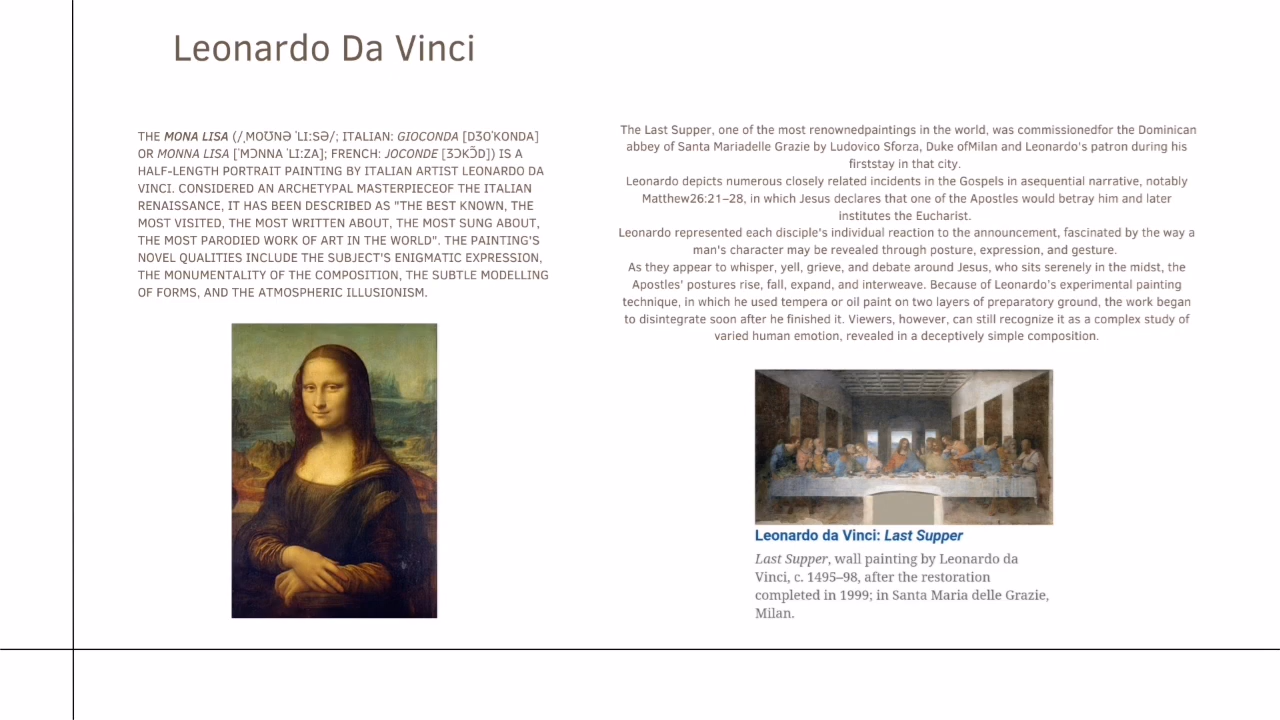 Leonardo Da Vinci
THE MONA LISA (/ˌMOƱNƏ ˈLIːSƏ/; ITALIAN: GIOCONDA [DƷOˈKONDA]
OR MONNA LISA [ˈMƆNNA ˈLIːZA]; FRENCH: JOCONDE [ƷƆKƆ̃D]) IS A
HALF-LENGTH PORTRAIT PAINTING BY ITALIAN ARTIST LEONARDO DA
VINCI. CONSIDERED AN ARCHETYPAL MASTERPIECEOF THE ITALIAN
RENAISSANCE, IT HAS BEEN DESCRIBED AS "THE BEST KNOWN, THE
MOST VISITED, THE MOST WRITTEN ABOUT, THE MOST SUNG ABOUT,
THE MOST PARODIED WORK OF ART IN THE WORLD". THE PAINTING'S
NOVEL QUALITIES INCLUDE THE SUBJECT'S ENIGMATIC EXPRESSION,
THE MONUMENTALITY OF THE COMPOSITION, THE SUBTLE MODELLING
OF FORMS, AND THE ATMOSPHERIC ILLUSIONISM.
The Last Supper, one of the most renownedpaintings in the world, was commissionedfor the Dominican
abbey of Santa Mariadelle Grazie by Ludovico Sforza, Duke ofMilan and Leonardo's patron during his
firststay in that city.
Leonardo depicts numerous closely related incidents in the Gospels in asequential narrative, notably
Matthew26:21–28, in which Jesus declares that one of the Apostles would betray him and later
institutes the Eucharist.
Leonardo represented each disciple's individual reaction to the announcement, fascinated by the way a
man's character may be revealed through posture, expression, and gesture.
As they appear to whisper, yell, grieve, and debate around Jesus, who sits serenely in the midst, the
Apostles' postures rise, fall, expand, and interweave. Because of Leonardo's experimental painting
technique, in which he used tempera or oil paint on two layers of preparatory ground, the work began
to disintegrate soon after he finished it. Viewers, however, can still recognize it as a complex study of
varied human emotion, revealed in a deceptively simple composition.
Leonardo da Vinci: Last Supper
Last Supper, wall painting by Leonardo da
Vinci, c. 1495–98, after the restoration
completed in 1999; in Santa Maria delle Grazie,
Milan.